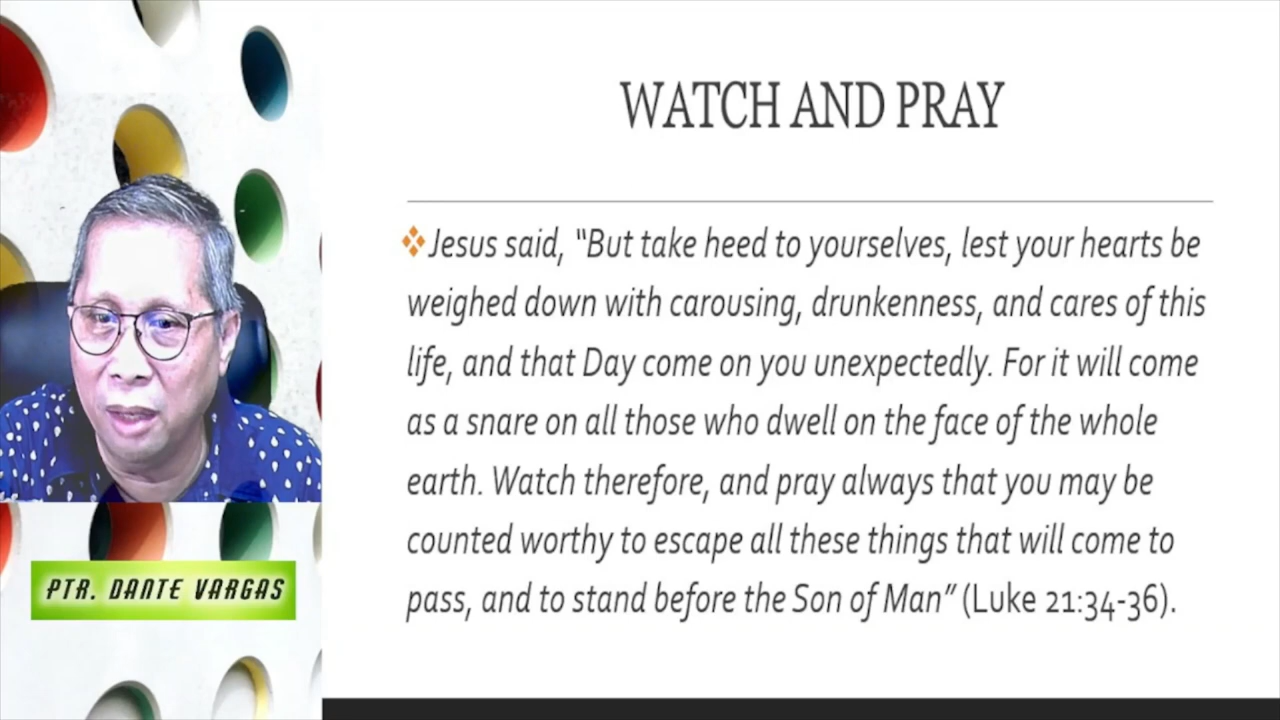 WATCH AND PRAY
❖Jesus said, “But take heed to yourselves, lest your hearts be
weighed down with carousing, drunkenness, and cares of this
life, and that Day come on you unexpectedly. For it will come
as a snare on all those who dwell on the face of the whole
earth. Watch therefore, and pray always that you may be
counted worthy to escape all these things that will come to
pass, and to stand before the Son of Man” (Luke 21:34-36).
PTR. DANTE VARGAS